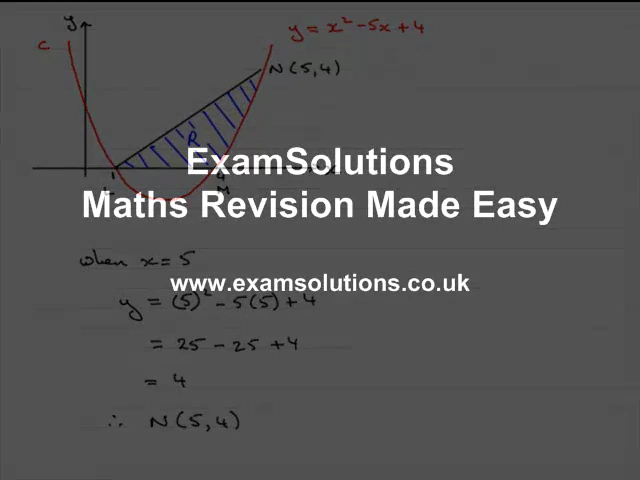 y
C
y = x² - 5x + 4
N(5,4)
R
ExamSolutions
1
4
L
M
Maths Revision Made Easy
when x = 5
www.examsolutions.co.uk
y = (5)² - 5(5) + 4
= 25 - 25 + 4
= 4
∴ N(5,4)